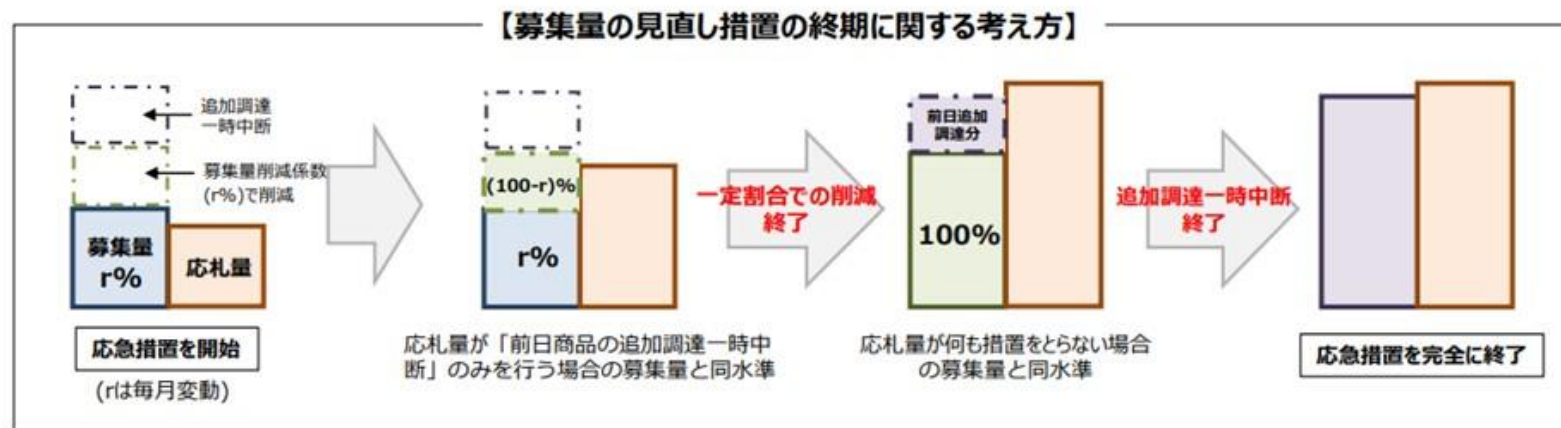 【募集量の見直し措置の終期に関する考え方】
追加調達
一時中断
募集量削減係数
(r%)で削減
募集量
r%
応札量
応急措置を開始
(rは毎月変動)
(100-r)%
r%
応札量が「前日商品の追加調達一時中
断」のみを行う場合の募集量と同水準
一定割合での削減
終了
前日追加
調達分
100%
応札量が何も措置をとらない場合
の募集量と同水準
追加調達一時中断
終了
応急措置を完全に終了